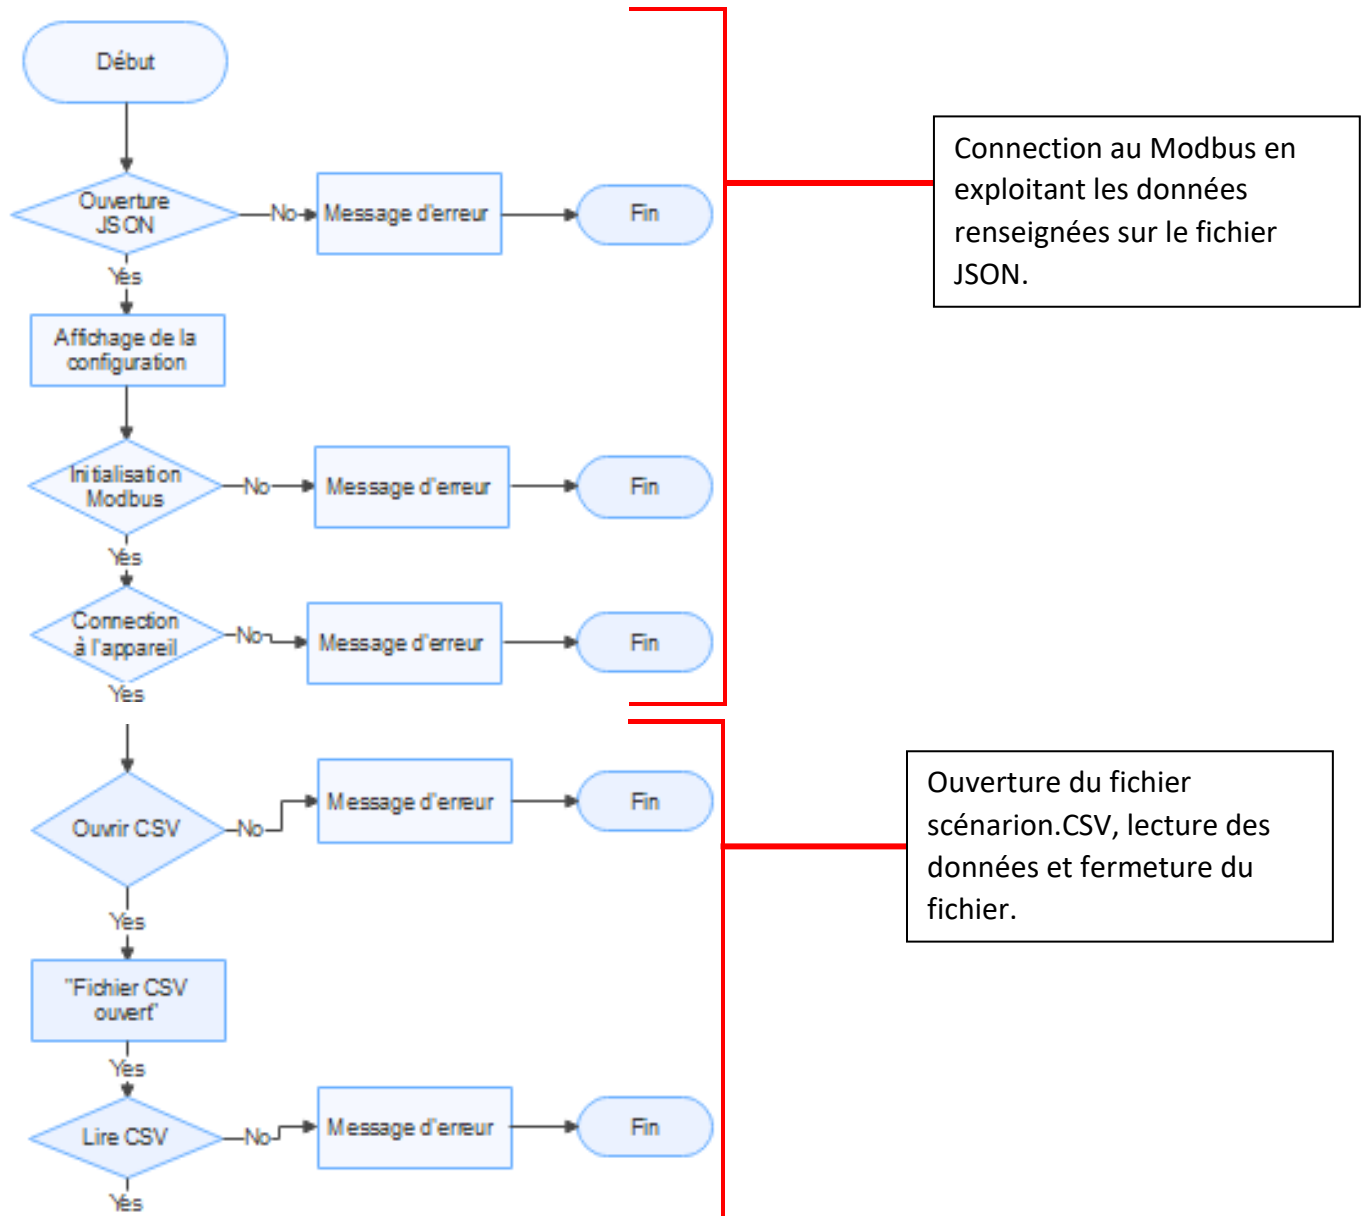 Début
Ouverture
JSON
No
Message d'erreur
Fin
Connection au Modbus en
exploitant les données
renseignées sur le fichier
JSON.
Yes
Affichage de la
configuration
Initialisation
Modbus
No
Message d'erreur
Fin
Yes
Connection
à l'appareil
No
Message d'erreur
Fin
Yes
Ouvrir CSV
No
Message d'erreur
Fin
Ouverture du fichier
scénarion.CSV, lecture des
données et fermeture du
fichier.
Yes
"Fichier CSV
ouvert"
Yes
Lire CSV
No
Message d'erreur
Fin
Yes